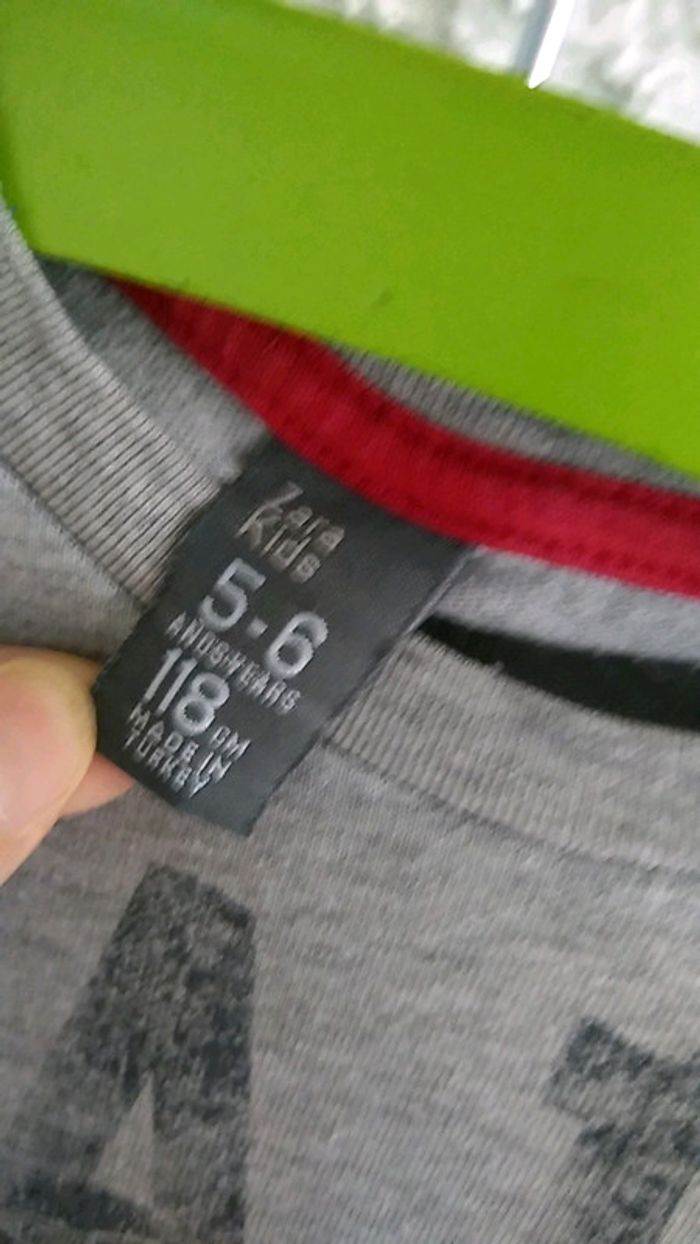 Zara
Kids
5-6
AÑOS/YEARS
118 CM
MADE IN
TURKEY
A